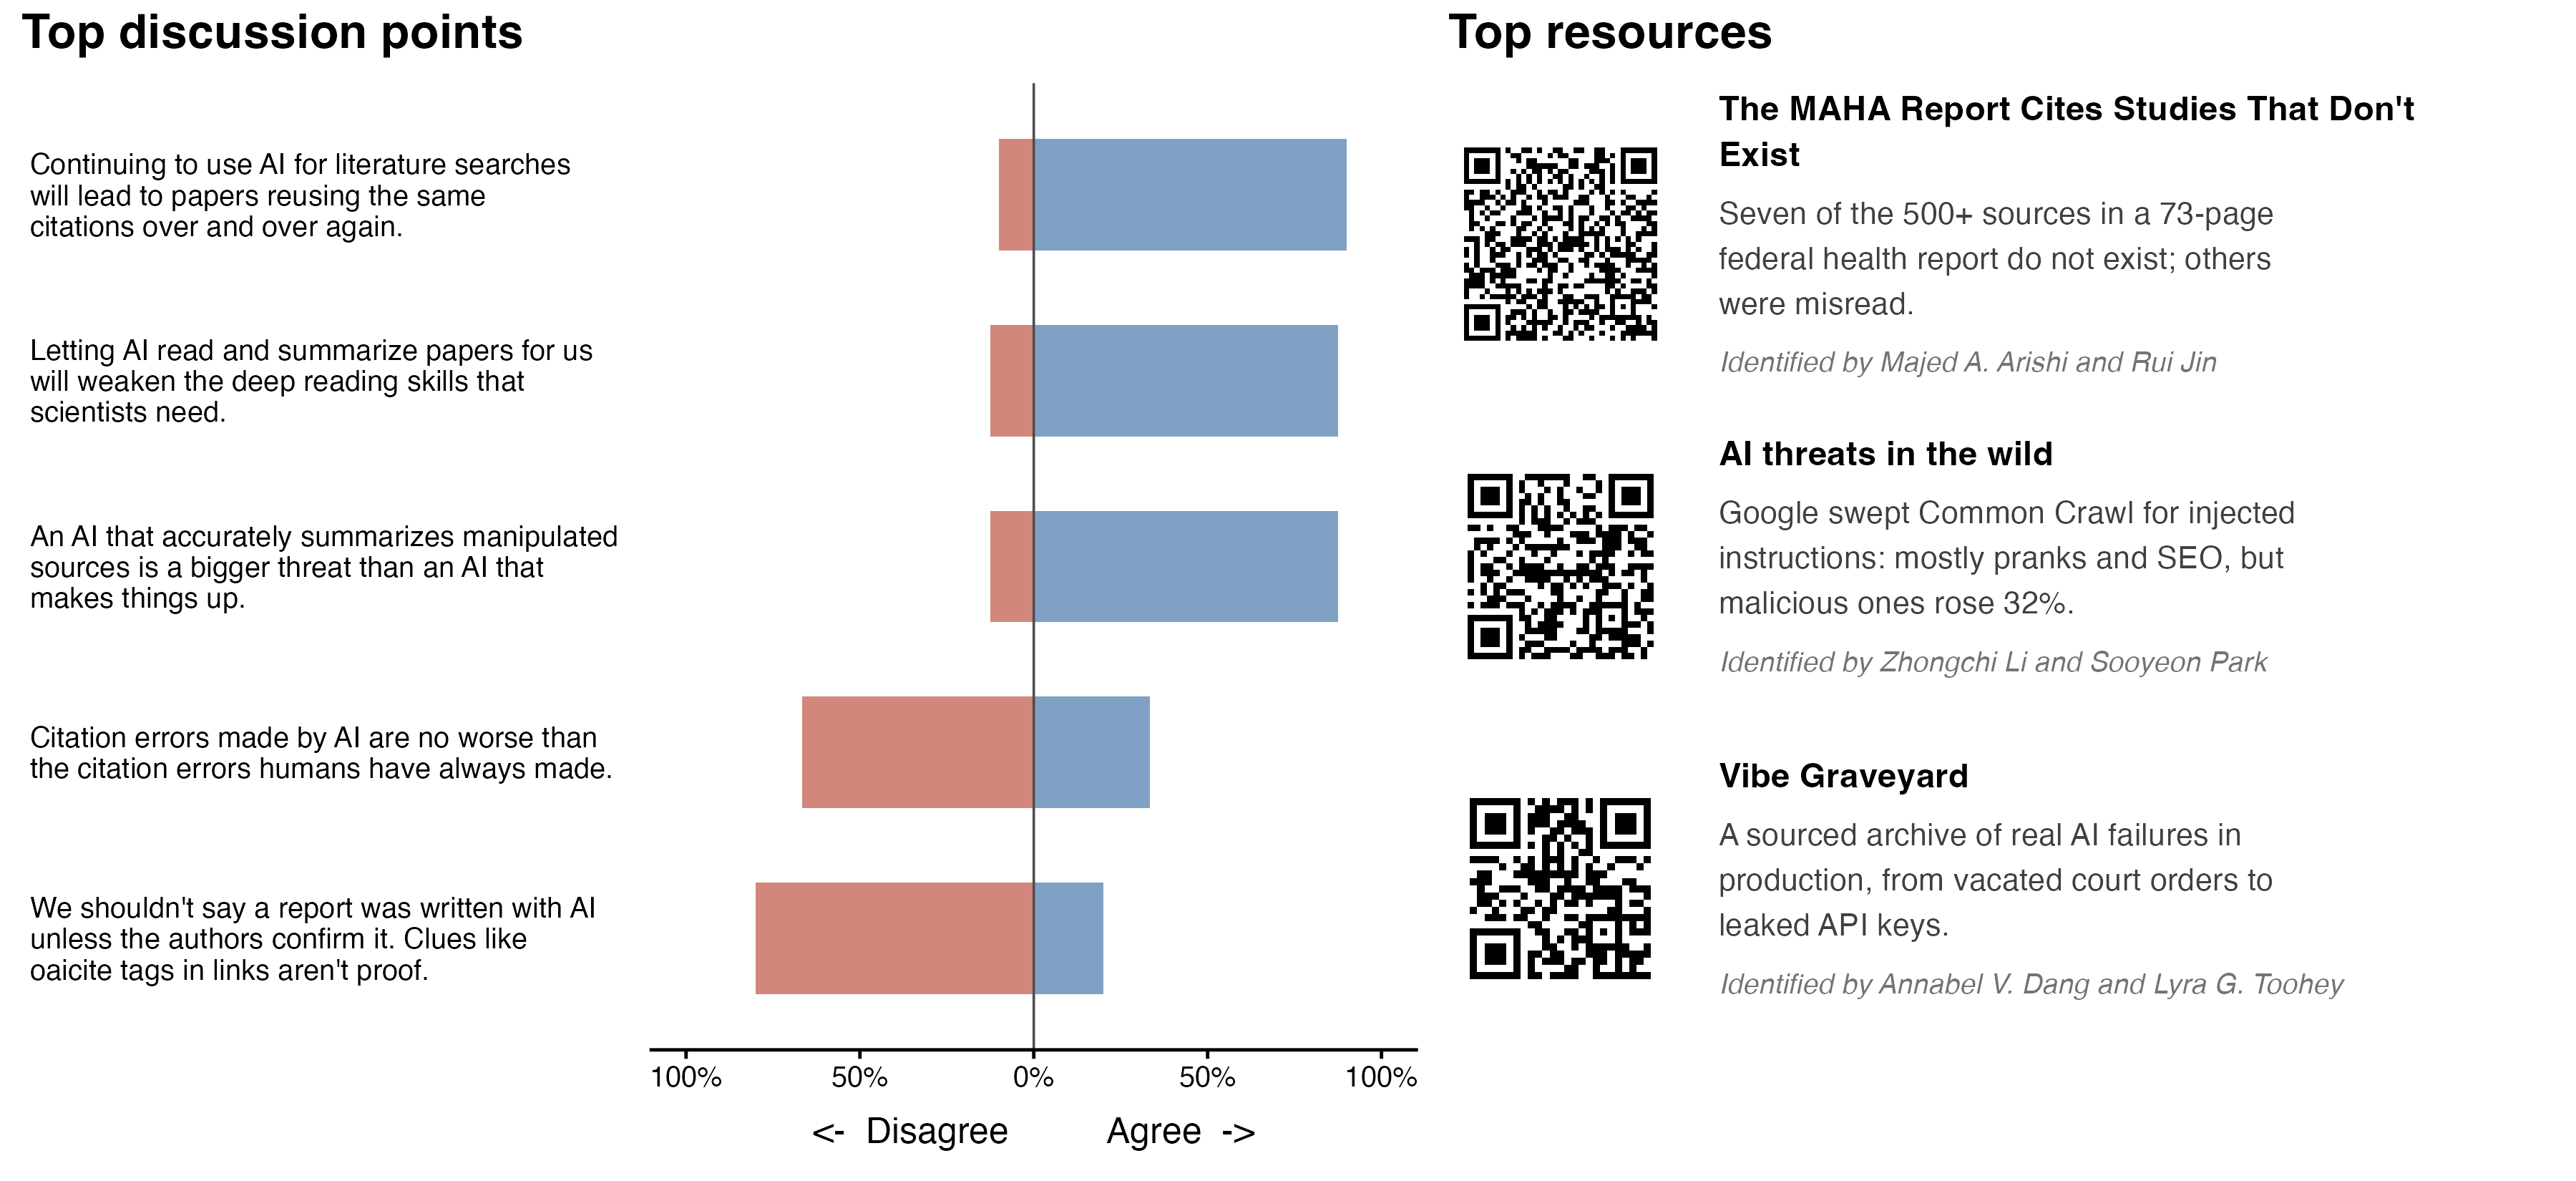 Top discussion points
Continuing to use AI for literature searches
will lead to papers reusing the same
citations over and over again.
Letting AI read and summarize papers for us
will weaken the deep reading skills that
scientists need.
An AI that accurately summarizes manipulated
sources is a bigger threat than an AI that
makes things up.
Citation errors made by AI are no worse than
the citation errors humans have always made.
We shouldn't say a report was written with AI
unless the authors confirm it. Clues like
oaicite tags in links aren't proof.
100% 50% 0% 50% 100%
<- Disagree Agree ->
Top resources
The MAHA Report Cites Studies That Don't
Exist
Seven of the 500+ sources in a 73-page
federal health report do not exist; others
were misread.
Identified by Majed A. Arishi and Rui Jin
AI threats in the wild
Google swept Common Crawl for injected
instructions: mostly pranks and SEO, but
malicious ones rose 32%.
Identified by Zhongchi Li and Sooyeon Park
Vibe Graveyard
A sourced archive of real AI failures in
production, from vacated court orders to
leaked API keys.
Identified by Annabel V. Dang and Lyra G. Toohey